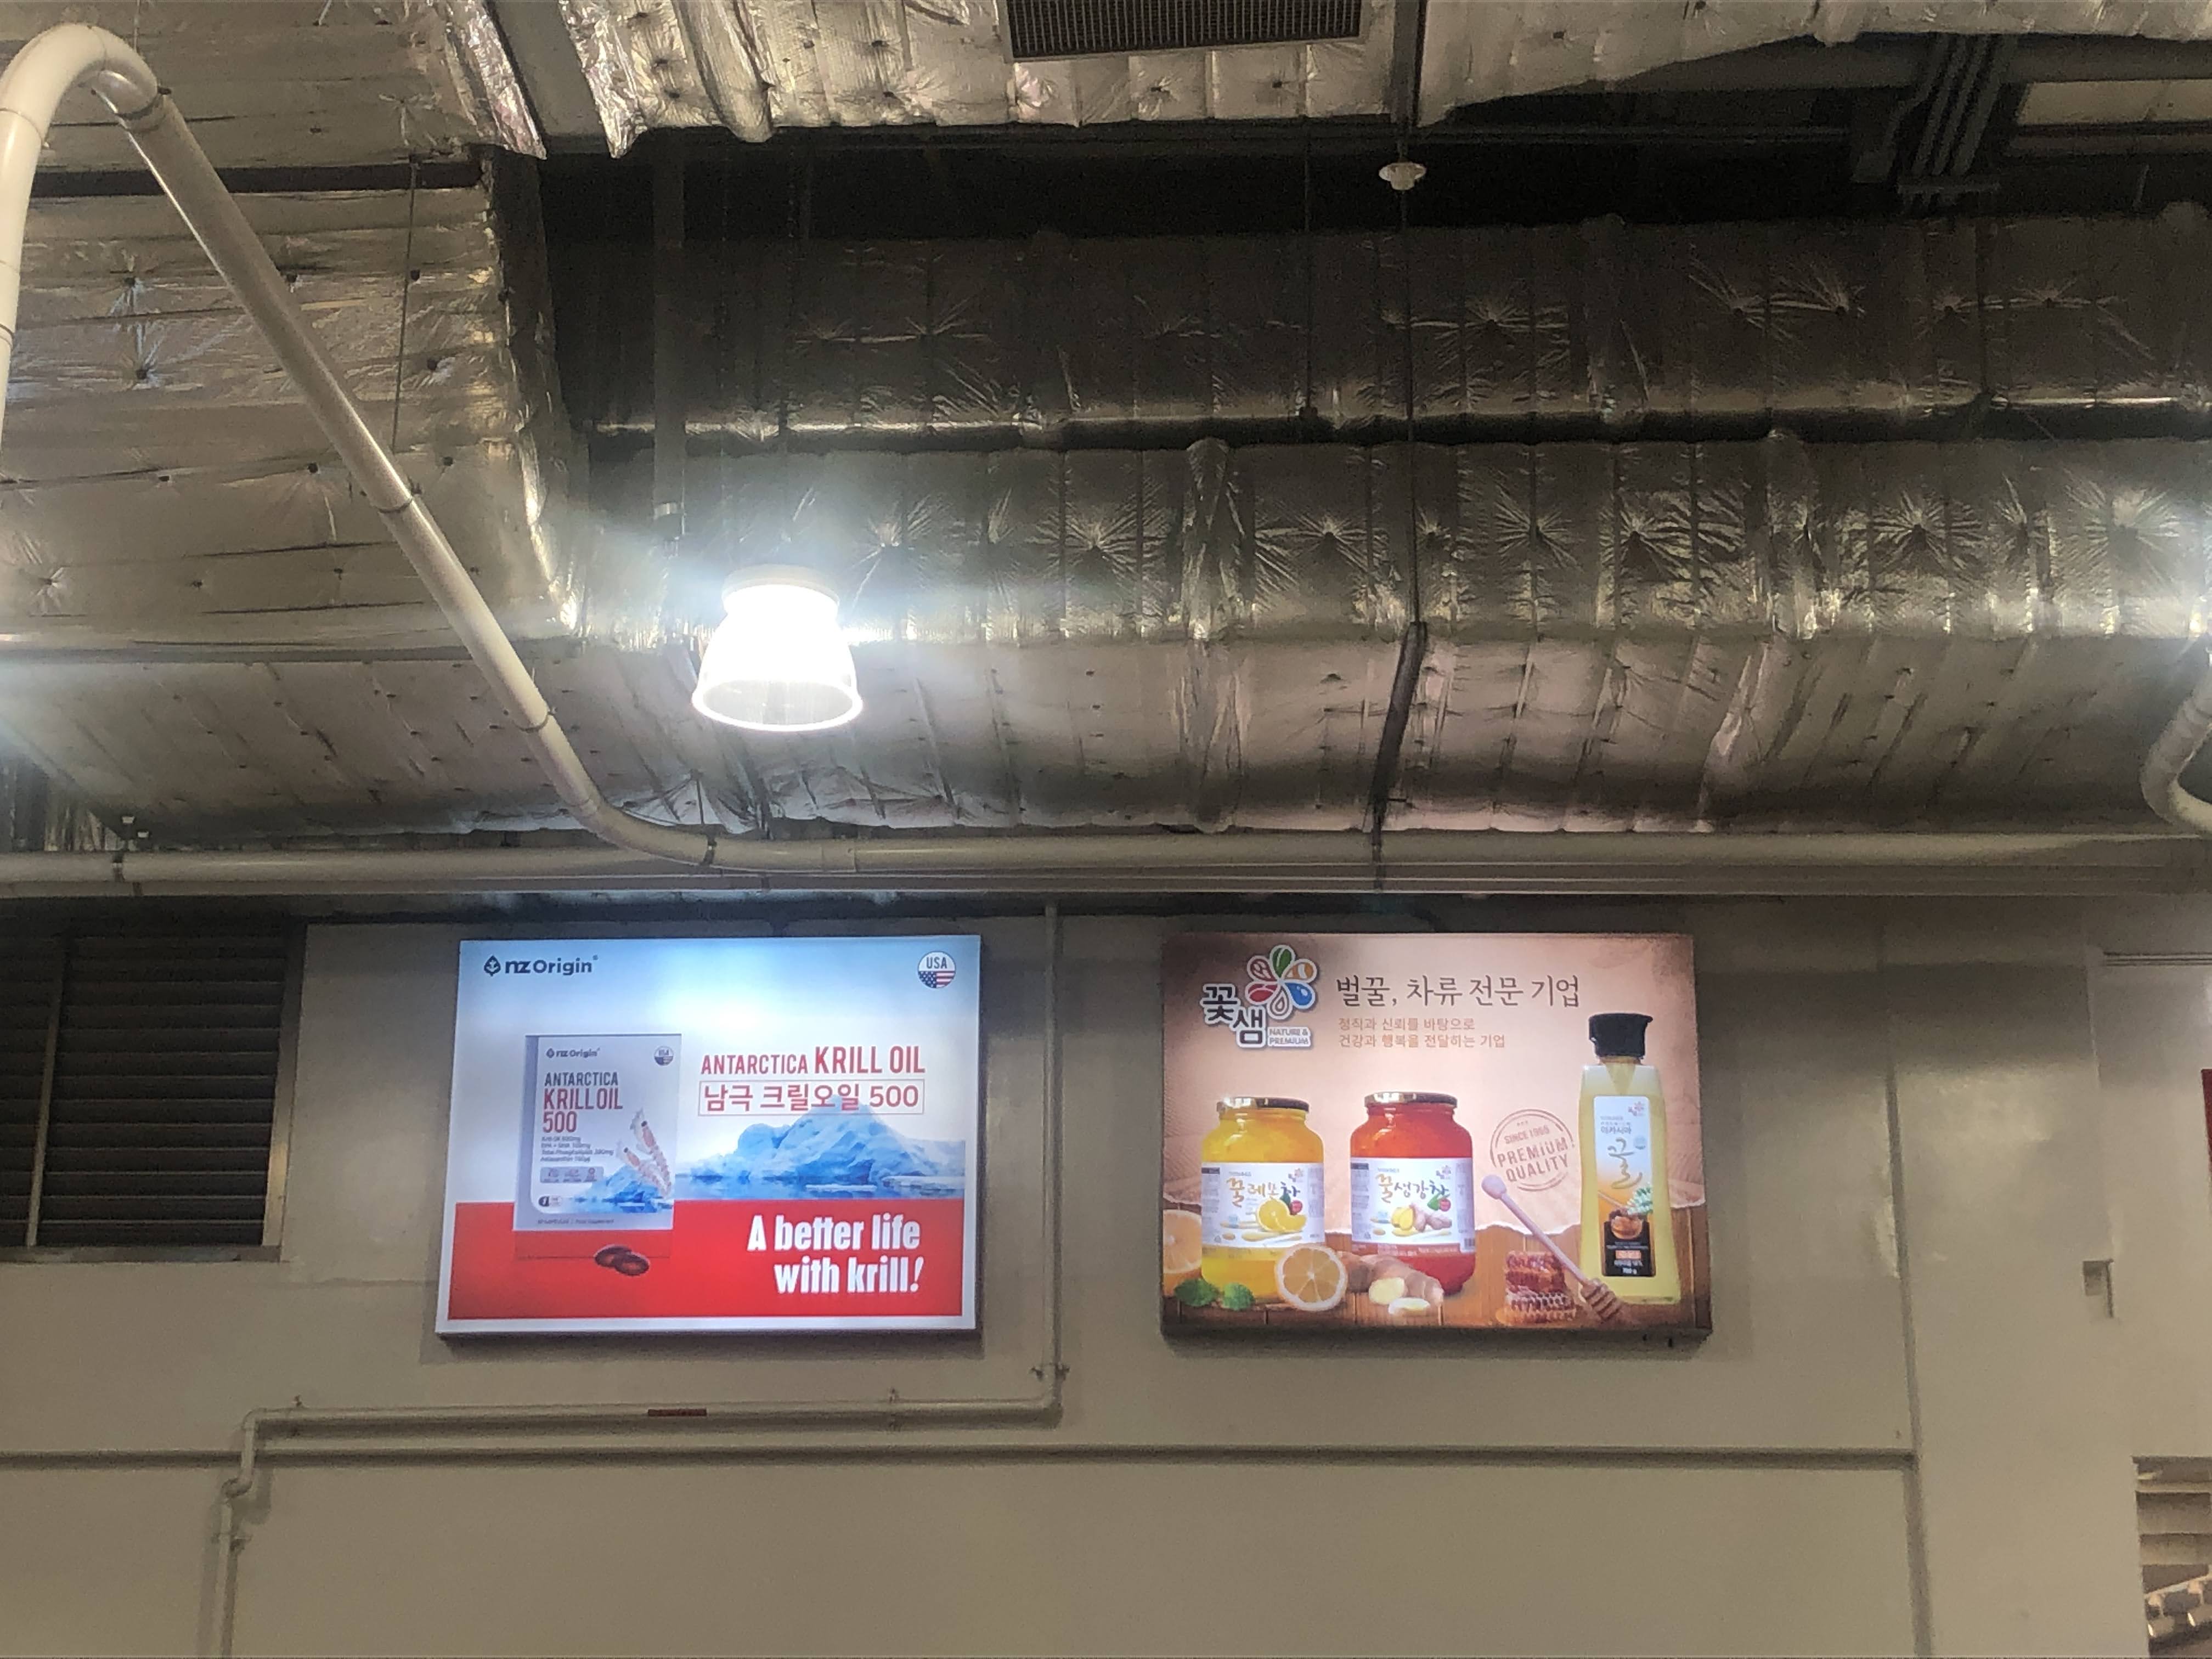 nz Origin
USA
nz Origin
USA
ANTARCTICA
KRILL OIL
500
ANTARCTICA KRILL OIL
남극 크릴오일 500
A better life
with krill!
꽃샘
NATURE &
PREMIUM
벌꿀, 차류 전문 기업
정직과 신뢰를 바탕으로
건강과 행복을 전달하는 기업
꿀레몬차
꿀생강차
PREMIUM
QUALITY
아카시아
꿀